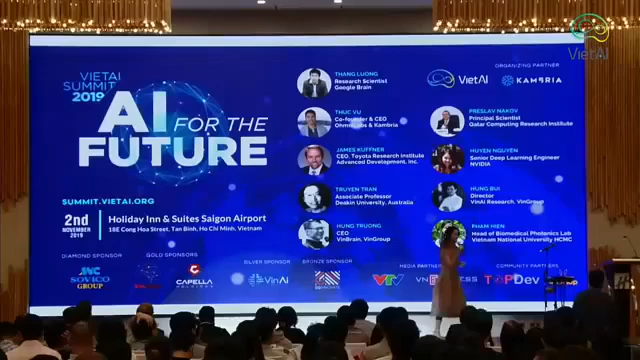 VIETAI
SUMMIT
2019
AI FOR THE
FUTURE
SUMMIT.VIETAI.ORG
2nd
NOVEMBER
2019
Holiday Inn & Suites Saigon Airport
18E Cong Hoa Street, Tan Binh, Ho Chi Minh, Vietnam
DIAMOND SPONSOR
SOVICO
GROUP
GOLD SPONSORS
CAPELLA
SILVER SPONSOR
VinAI
BRONZE SPONSOR
MEDIA PARTNER
VTV
COMMUNITY PARTNERS
TOPDev
THANG LUONG
Research Scientist
Google Brain
THUC VU
Co-founder & CEO
OhmniLabs & Kambria
JAMES KUFFNER
CEO, Toyota Research Institute
Advanced Development, Inc.
TRUYEN TRAN
Associate Professor
Deakin University, Australia
HUNG TRUONG
CEO
VinBrain, VinGroup
ORGANIZING PARTNER
VietAI
KAMBRIA
PRESLAV NAKOV
Principal Scientist
Qatar Computing Research Institute
HUYEN NGUYEN
Senior Deep Learning Engineer
NVIDIA
HUNG BUI
Director
VinAI Research, VinGroup
PHAM HIEN
Head of Biomedical Photonics Lab
Vietnam National University HCMC
VietAI